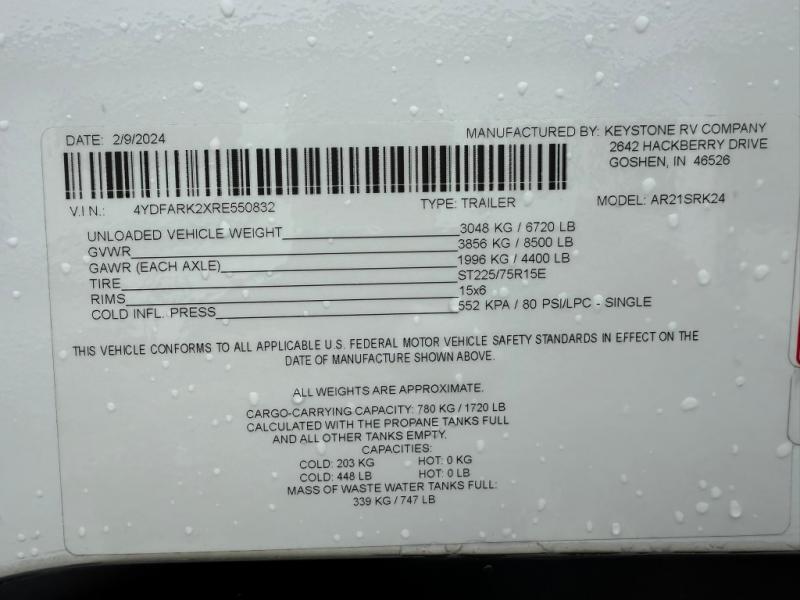 DATE: 2/9/2024
MANUFACTURED BY: KEYSTONE RV COMPANY
2642 HACKBERRY DRIVE
GOSHEN, IN 46526
V.I N.: 4YDFARK2XRE550832 TYPE: TRAILER MODEL: AR21SRK24
UNLOADED VEHICLE WEIGHT 3048 KG / 6720 LB
GVWR 3856 KG / 8500 LB
GAWR (EACH AXLE) 1996 KG / 4400 LB
TIRE ST225/75R15E
RIMS 15x6
COLD INFL. PRESS 552 KPA / 80 PSI/LPC - SINGLE
THIS VEHICLE CONFORMS TO ALL APPLICABLE U.S. FEDERAL MOTOR VEHICLE SAFETY STANDARDS IN EFFECT ON THE
DATE OF MANUFACTURE SHOWN ABOVE.
ALL WEIGHTS ARE APPROXIMATE.
CARGO-CARRYING CAPACITY: 780 KG / 1720 LB
CALCULATED WITH THE PROPANE TANKS FULL
AND ALL OTHER TANKS EMPTY.
CAPACITIES:
COLD: 203 KG HOT: 0 KG
COLD: 448 LB HOT: 0 LB
MASS OF WASTE WATER TANKS FULL:
339 KG / 747 LB